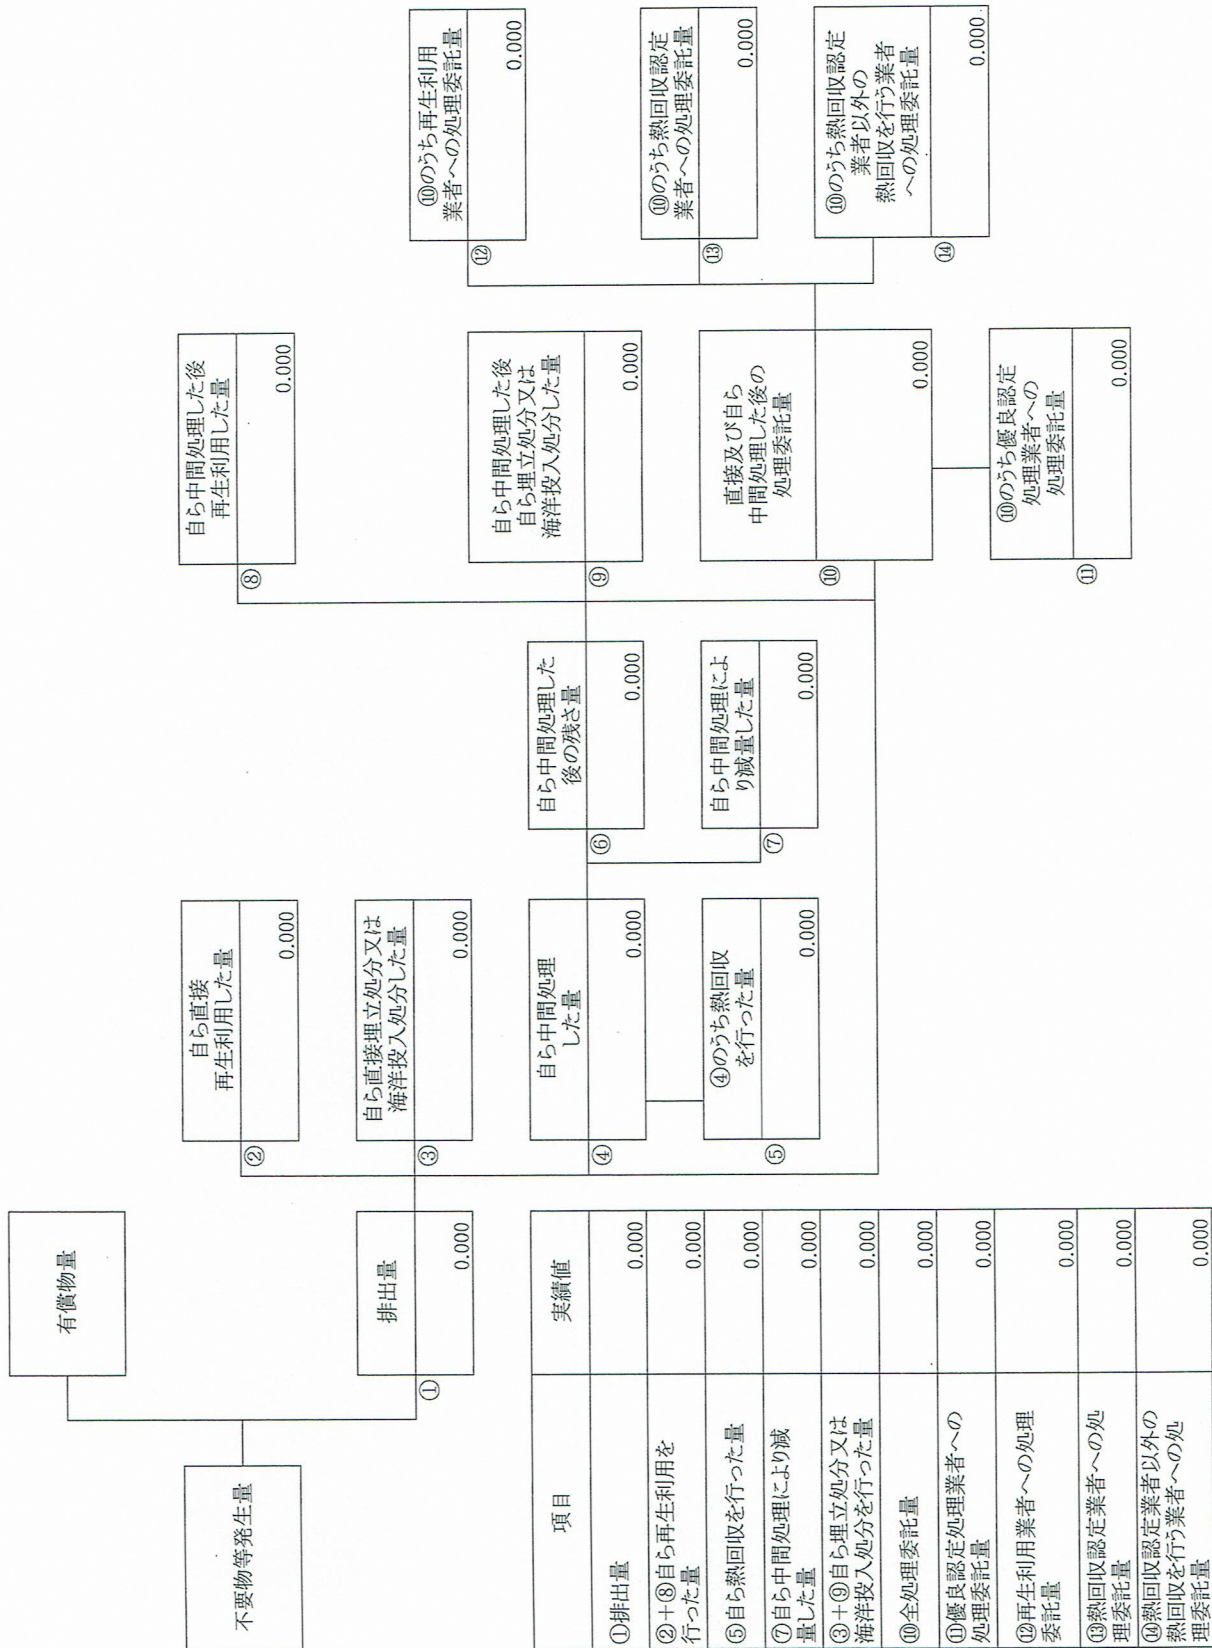 有償物量
不要物等発生量
排出量
①
0.000
自ら直接
再生利用した量
②
0.000
自ら直接埋立処分又は
海洋投入処分した量
③
0.000
自ら中間処理
した量
④
0.000
④のうち熱回収
を行った量
⑤
0.000
自ら中間処理した
後の残さ量
⑥
0.000
自ら中間処理によ
り減量した量
⑦
0.000
自ら中間処理した後
再生利用した量
⑧
0.000
自ら中間処理した後
自ら埋立処分又は
海洋投入処分した量
⑨
0.000
直接及び自ら
中間処理した後の
処理委託量
⑩
0.000
⑩のうち優良認定
処理業者への
処理委託量
⑪
0.000
⑩のうち再生利用
業者への処理委託量
⑫
0.000
⑩のうち熱回収認定
業者への処理委託量
⑬
0.000
⑩のうち熱回収認定
業者以外の
熱回収を行う業者
への処理委託量
⑭
0.000
項目
実績値
①排出量
0.000
②+⑧自ら再生利用を
行った量
0.000
⑤自ら熱回収を行った量
0.000
⑦自ら中間処理により減
量した量
0.000
③+⑨自ら埋立処分又は
海洋投入処分を行った量
0.000
⑩全処理委託量
0.000
⑪優良認定処理業者への
処理委託量
0.000
⑫再生利用業者への処理
委託量
0.000
⑬熱回収認定業者への処
理委託量
0.000
⑭熱回収認定業者以外の
熱回収を行う業者への処
理委託量
0.000